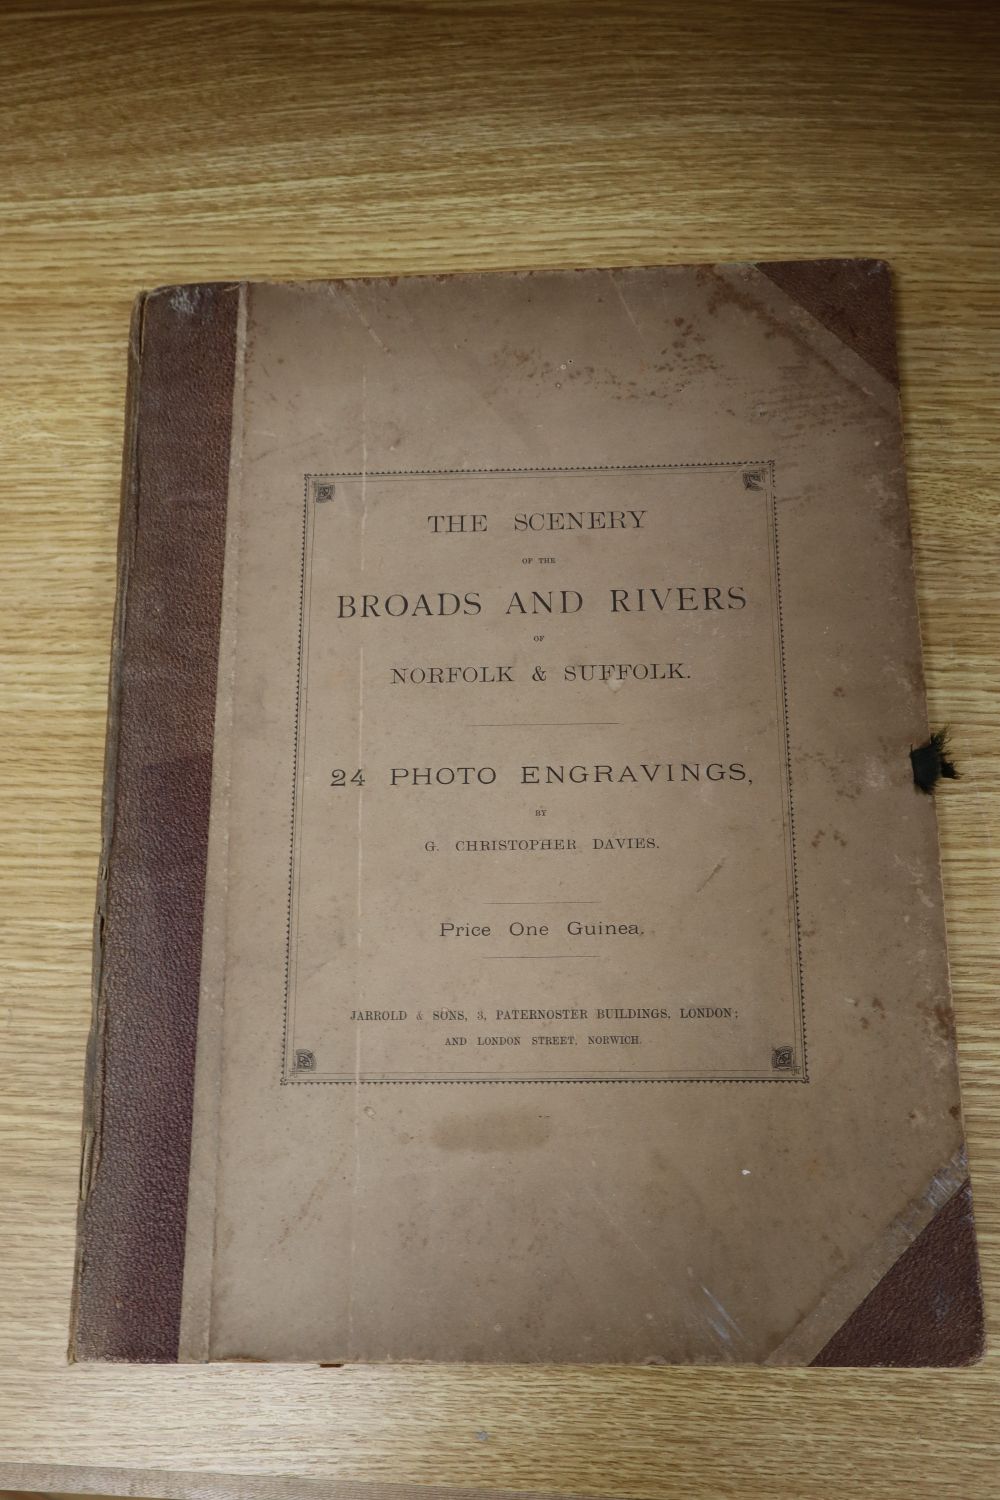 THE SCENERY
OF THE
BROADS AND RIVERS
OF
NORFOLK & SUFFOLK.
24 PHOTO ENGRAVINGS,
BY
G. CHRISTOPHER DAVIES.
Price One Guinea.
JARROLD & SONS, 3, PATERNOSTER BUILDINGS, LONDON;
AND LONDON STREET, NORWICH.